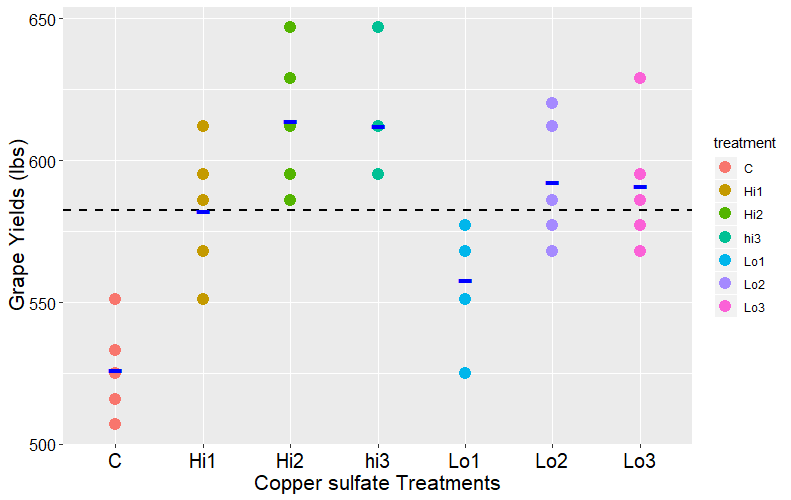 650
600
550
500
Grape Yields (lbs)
C Hi1 Hi2 hi3 Lo1 Lo2 Lo3
Copper sulfate Treatments
treatment
C
Hi1
Hi2
hi3
Lo1
Lo2
Lo3